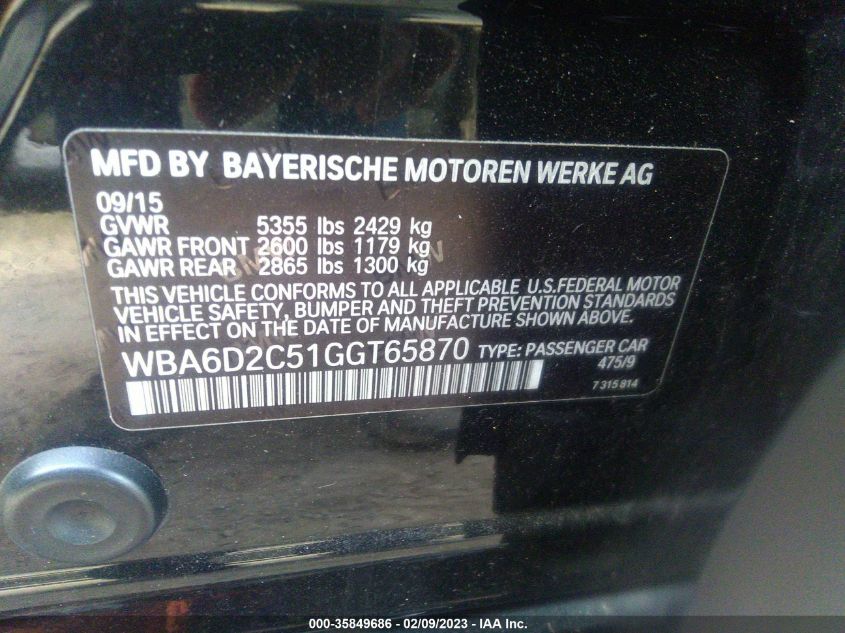 MFD BY BAYERISCHE MOTOREN WERKE AG
09/15
GVWR 5355 lbs 2429 kg
GAWR FRONT 2600 lbs 1179 kg
GAWR REAR 2865 lbs 1300 kg
THIS VEHICLE CONFORMS TO ALL APPLICABLE U.S.FEDERAL MOTOR
VEHICLE SAFETY, BUMPER AND THEFT PREVENTION STANDARDS
IN EFFECT ON THE DATE OF MANUFACTURE SHOWN ABOVE.
WBA6D2C51GGT65870 TYPE: PASSENGER CAR
475/9
7315814
000-35849686 - 02/09/2023 - IAA Inc.